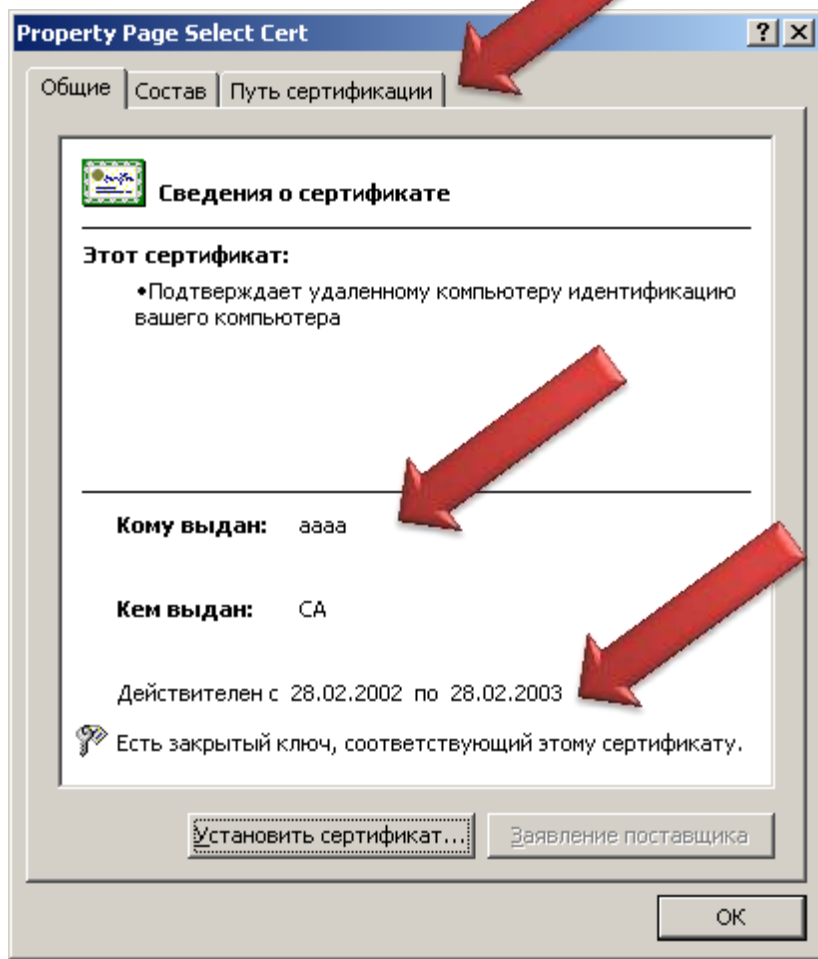 Property Page Select Cert
Общие Состав Путь сертификации
Сведения о сертификате
Этот сертификат:
•Подтверждает удаленному компьютеру идентификацию
вашего компьютера
Кому выдан: aaaa
Кем выдан: CA
Действителен с 28.02.2002 по 28.02.2003
Есть закрытый ключ, соответствующий этому сертификату.
Установить сертификат... Заявление поставщика
ОК